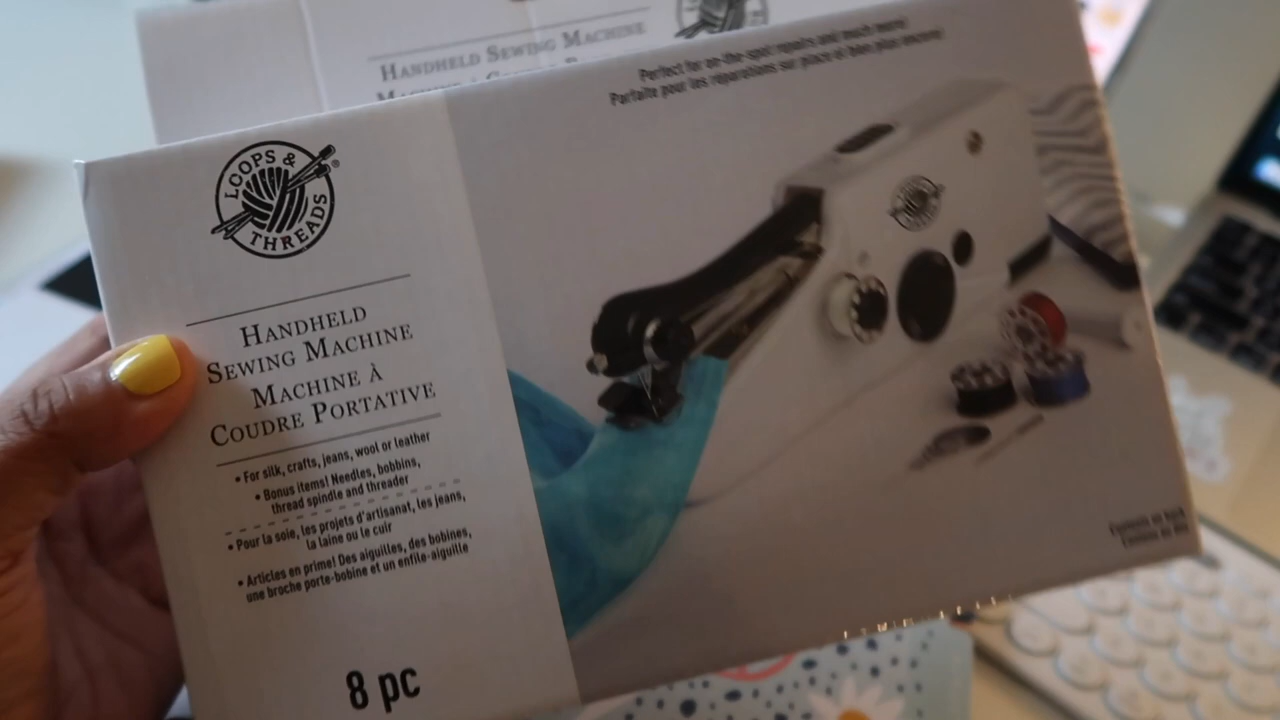 HANDHELD SEWING MACHINE
Perfect for on-the-spot repairs and much more!
Parfaite pour les réparations sur place et bien plus encore!
LOOPS &
THREADS®
HANDHELD
SEWING MACHINE
MACHINE À
COUDRE PORTATIVE
• For silk, crafts, jeans, wool or leather
• Bonus items! Needles, bobbins,
thread spindle and threader
• Pour la soie, les projets d'artisanat, les jeans,
la laine ou le cuir
• Articles en prime! Des aiguilles, des bobines,
une broche porte-bobine et un enfile-aiguille
8 pc